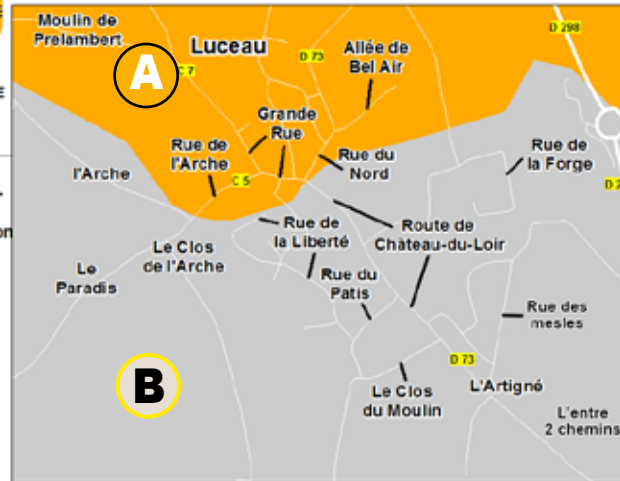 Moulin de
Prelambert
A
C 7
Luceau
D 73
Allée de
Bel Air
D 298
Grande
Rue
Rue de
l'Arche
C 5
Rue du
Nord
Rue de
la Forge
l'Arche
Rue de
la Liberté
Route de
Château-du-Loir
Le Clos
de l'Arche
Le
Paradis
Rue du
Patis
Rue des
mesles
B
D 73
Le Clos
du Moulin
L'Artigné
L'entre
2 chemins